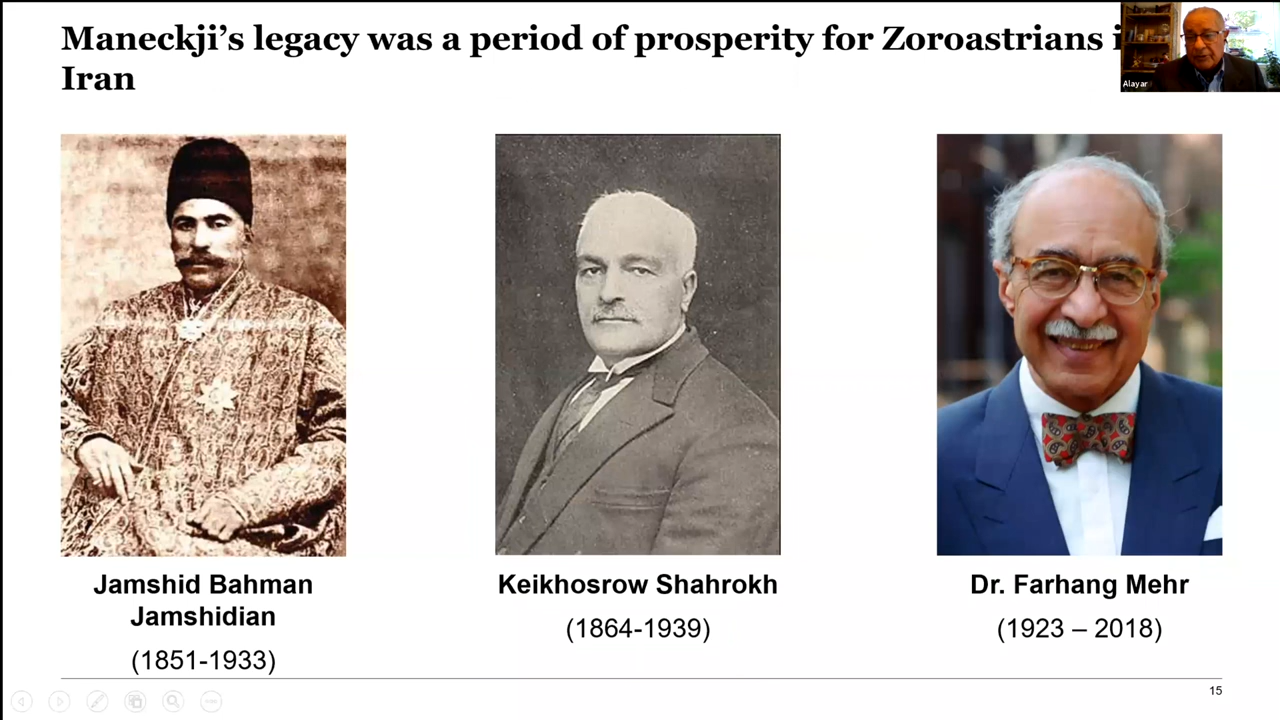 Maneckji’s legacy was a period of prosperity for Zoroastrians
Iran
Alayar
Jamshid Bahman
Jamshidian
(1851-1933)
Keikhosrow Shahrokh
(1864-1939)
Dr. Farhang Mehr
(1923 – 2018)
15